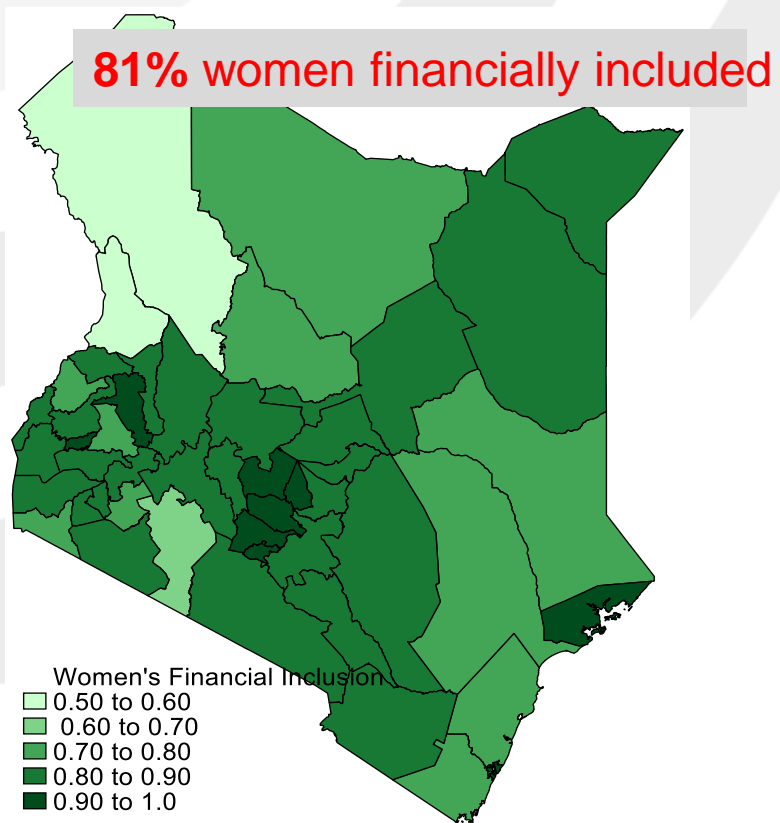 81% women financially included
Women's Financial Inclusion
0.50 to 0.60
0.60 to 0.70
0.70 to 0.80
0.80 to 0.90
0.90 to 1.0